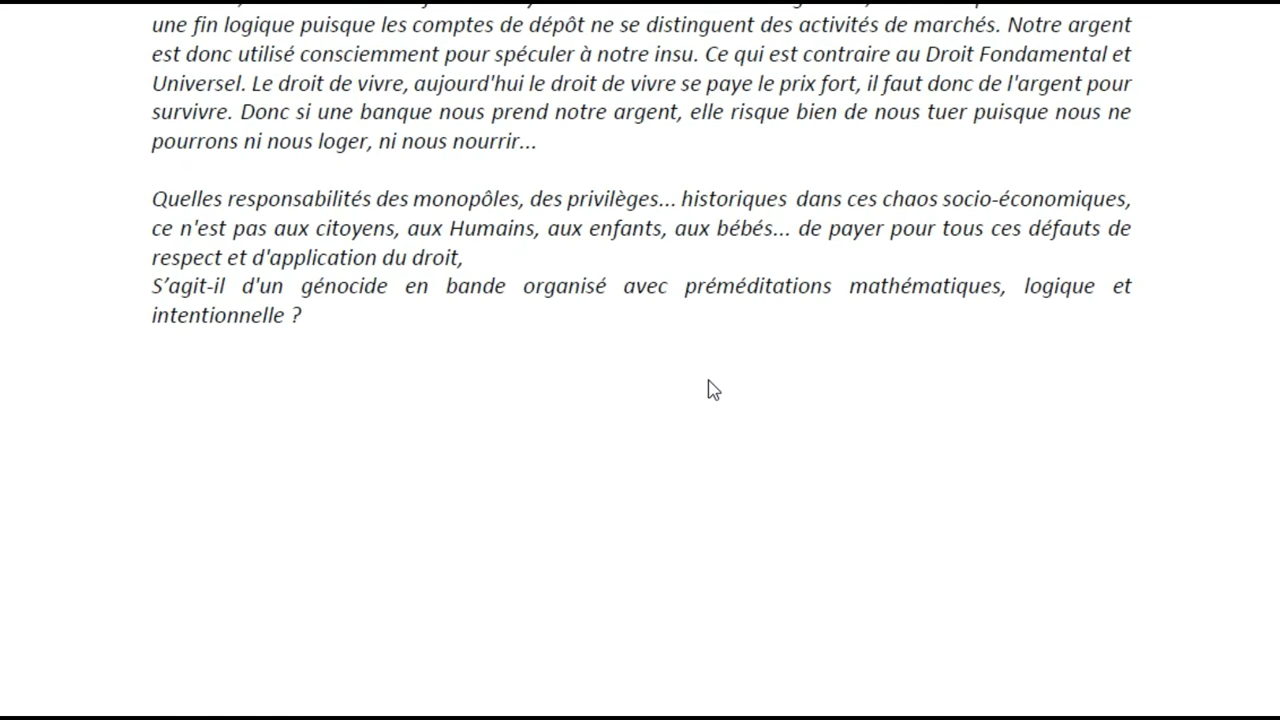 une fin logique puisque les comptes de dépôt ne se distinguent des activités de marchés. Notre argent
est donc utilisé consciemment pour spéculer à notre insu. Ce qui est contraire au Droit Fondamental et
Universel. Le droit de vivre, aujourd'hui le droit de vivre se paye le prix fort, il faut donc de l'argent pour
survivre. Donc si une banque nous prend notre argent, elle risque bien de nous tuer puisque nous ne
pourrons ni nous loger, ni nous nourrir...
Quelles responsabilités des monopôles, des privilèges... historiques dans ces chaos socio-économiques,
ce n'est pas aux citoyens, aux Humains, aux enfants, aux bébés... de payer pour tous ces défauts de
respect et d'application du droit,
S’agit-il d'un génocide en bande organisé avec préméditations mathématiques, logique et
intentionnelle ?